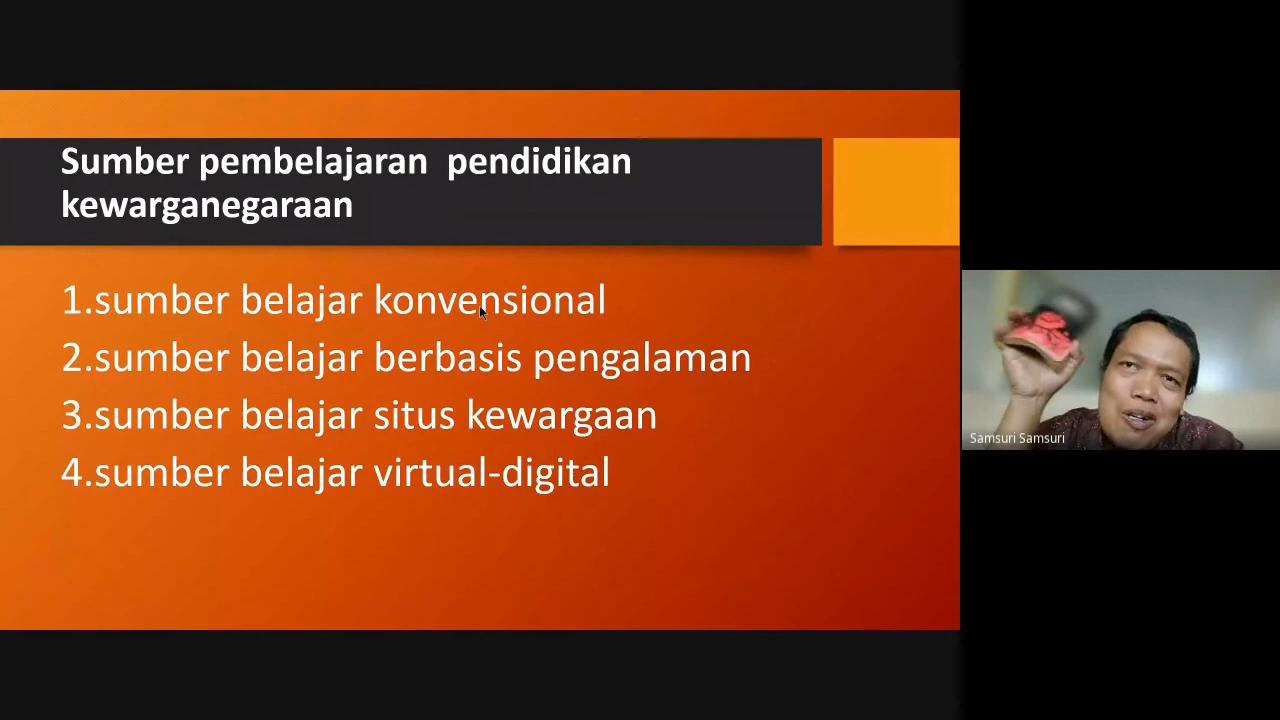 Sumber pembelajaran  pendidikan
kewarganegaraan
1.sumber belajar konvensional
2.sumber belajar berbasis pengalaman
3.sumber belajar situs kewargaan
4.sumber belajar virtual-digital
Samsuri Samsuri